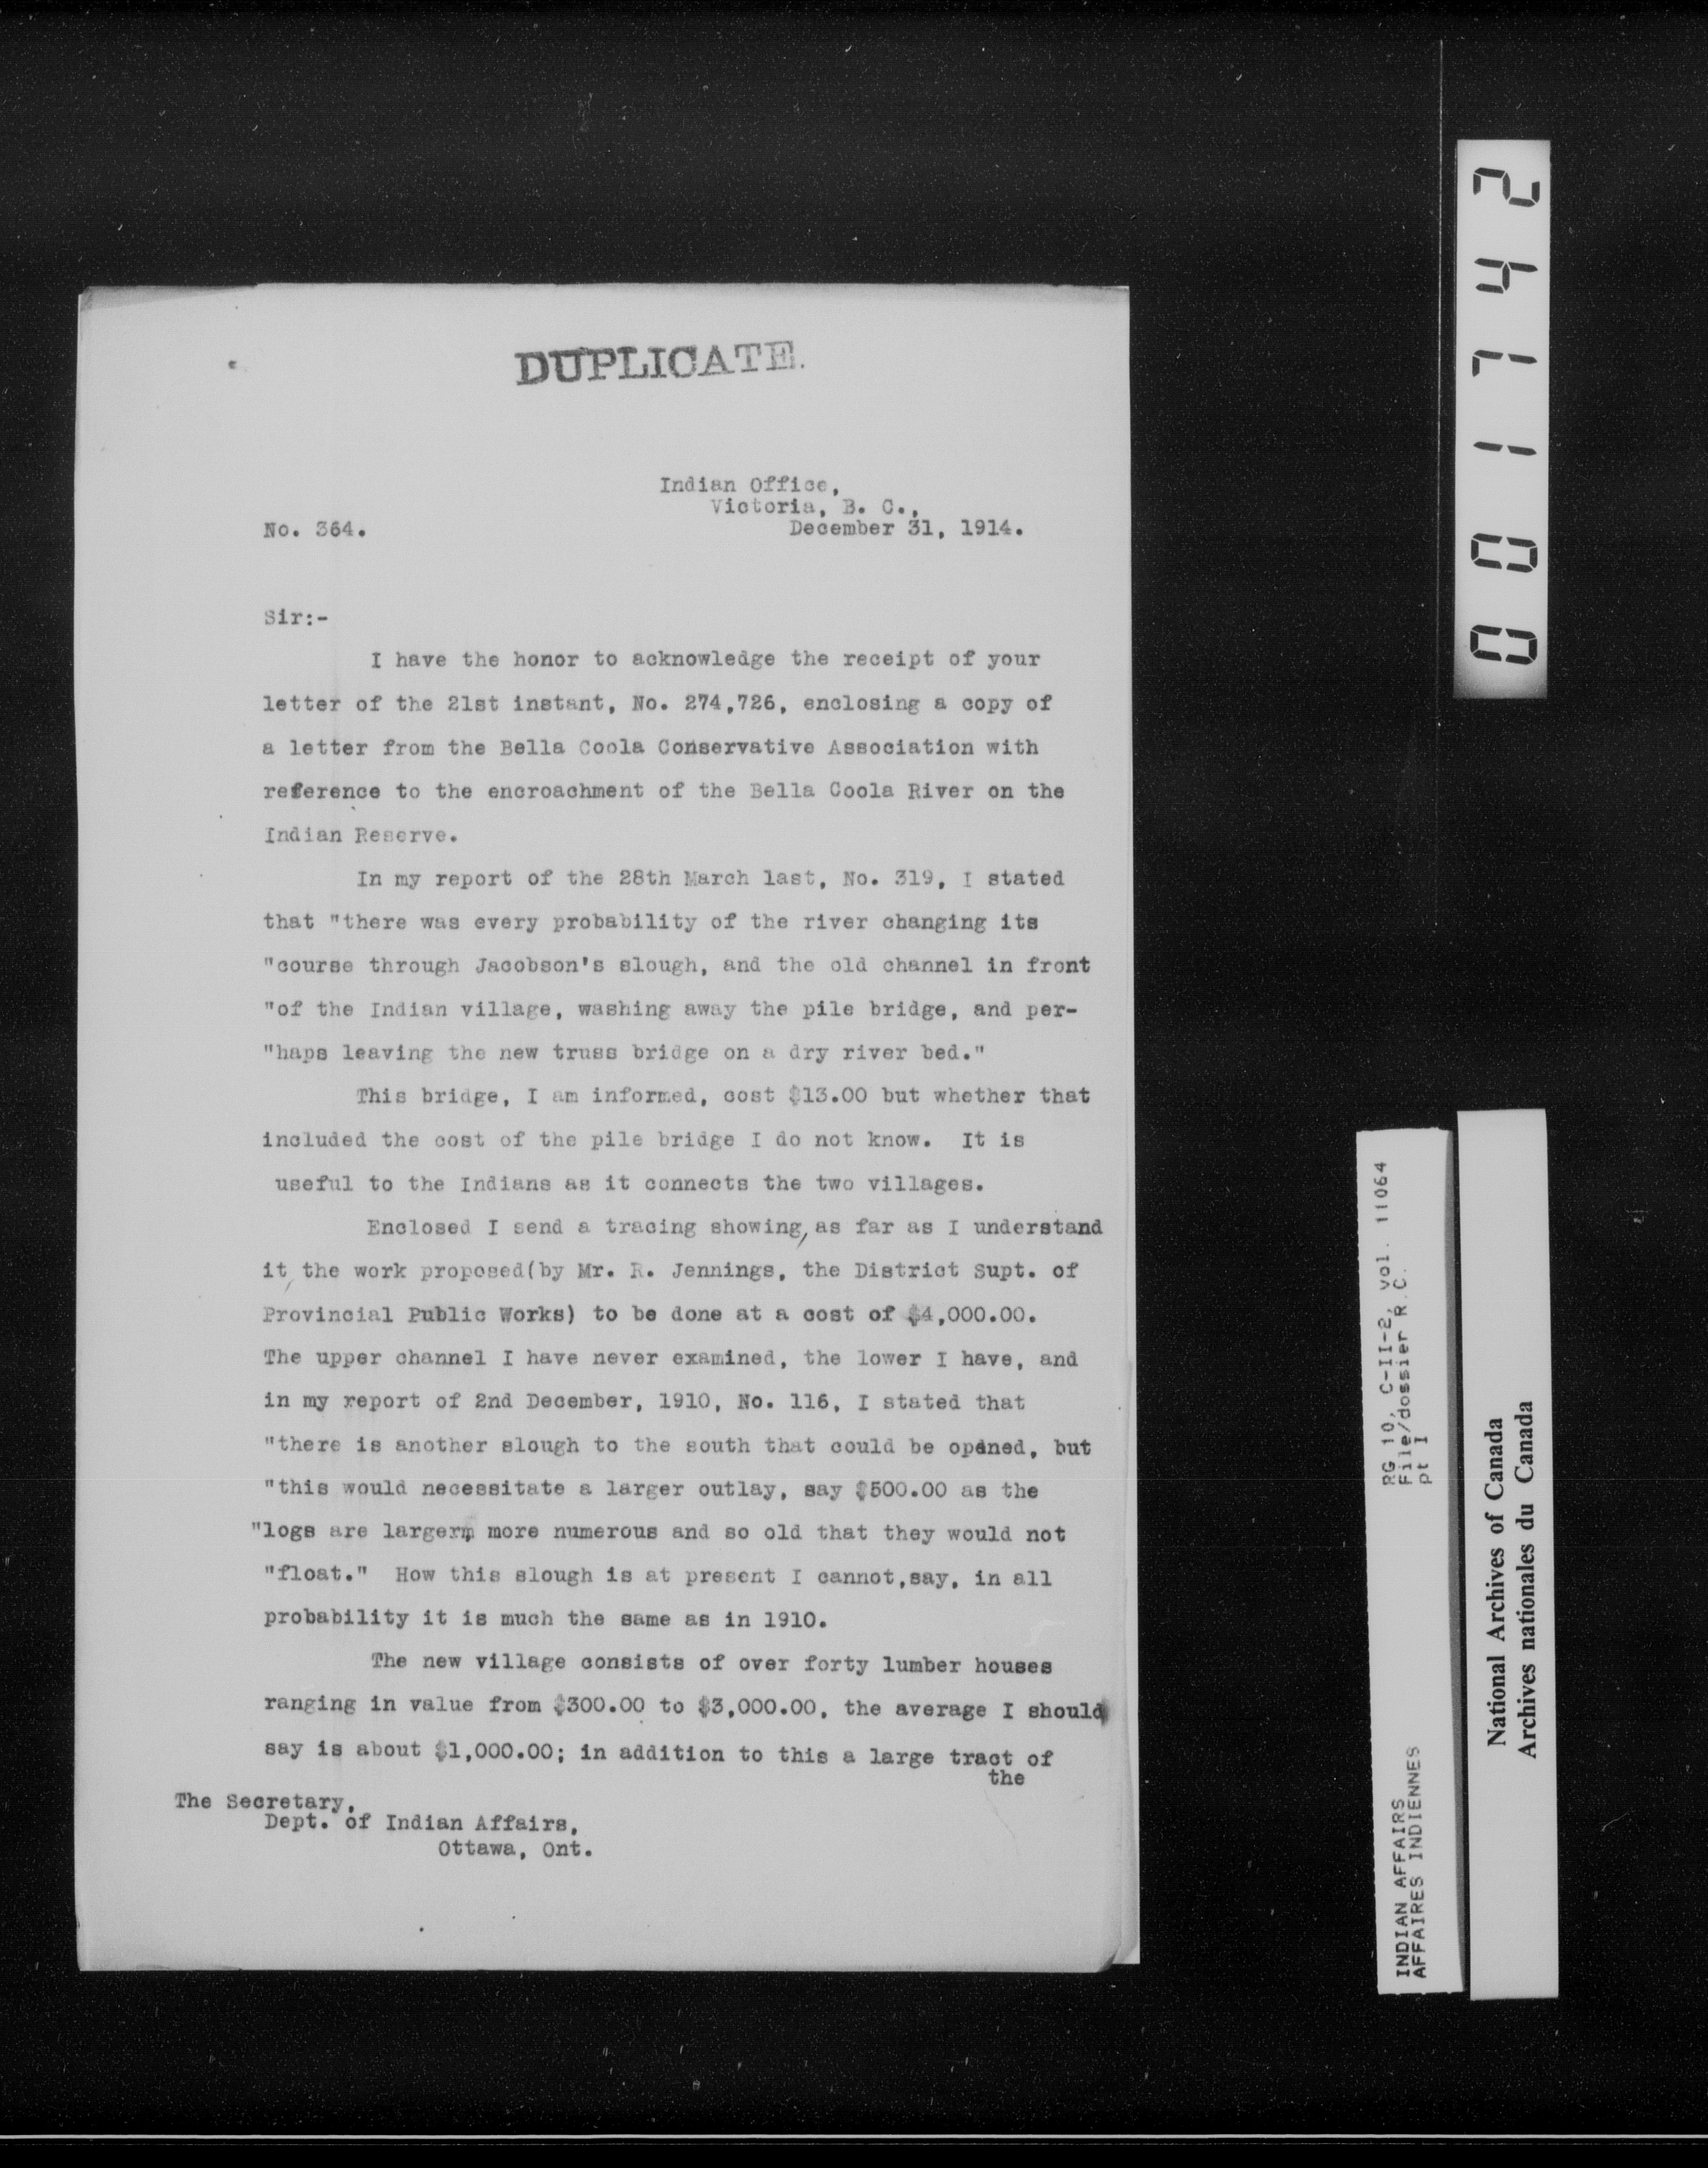 DUPLICATE.
Indian Office,
Victoria, B. C.,
No. 364. December 31, 1914.
Sir:-
I have the honor to acknowledge the receipt of your
letter of the 21st instant, No. 274,726, enclosing a copy of
a letter from the Bella Coola Conservative Association with
reference to the encroachment of the Bella Coola River on the
Indian Reserve.
In my report of the 28th March last, No. 319, I stated
that "there was every probability of the river changing its
"course through Jacobson's slough, and the old channel in front
"of the Indian village, washing away the pile bridge, and per-
"haps leaving the new truss bridge on a dry river bed."
This bridge, I am informed, cost $13.00 but whether that
included the cost of the pile bridge I do not know. It is
useful to the Indians as it connects the two villages.
Enclosed I send a tracing showing, as far as I understand
it, the work proposed(by Mr. R. Jennings, the District Supt. of
Provincial Public Works) to be done at a cost of $4,000.00.
The upper channel I have never examined, the lower I have, and
in my report of 2nd December, 1910, No. 116, I stated that
"there is another slough to the south that could be opened, but
"this would necessitate a larger outlay, say $500.00 as the
"logs are larger, more numerous and so old that they would not
"float." How this slough is at present I cannot,say, in all
probability it is much the same as in 1910.
The new village consists of over forty lumber houses
ranging in value from $300.00 to $3,000.00, the average I should
say is about $1,000.00; in addition to this a large tract of
the
The Secretary,
Dept. of Indian Affairs,
Ottawa, Ont.
001742
RG 10, C-II-2, vol. 11064
File/dossier R.C.
pt I
INDIAN AFFAIRS
AFFAIRES INDIENNES
National Archives of Canada
Archives nationales du Canada